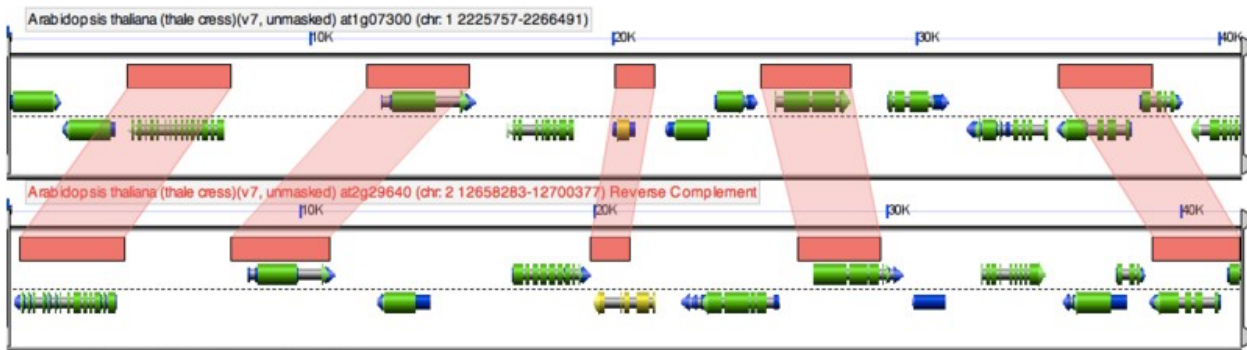 Arabidopsis thaliana (thale cress)(v7, unmasked) at1g07300 (chr: 1 2225757-2266491)
10K 20K 30K 40K
Arabidopsis thaliana (thale cress)(v7, unmasked) at2g29640 (chr: 2 12658283-12700377) Reverse Complement
10K 20K 30K 40K